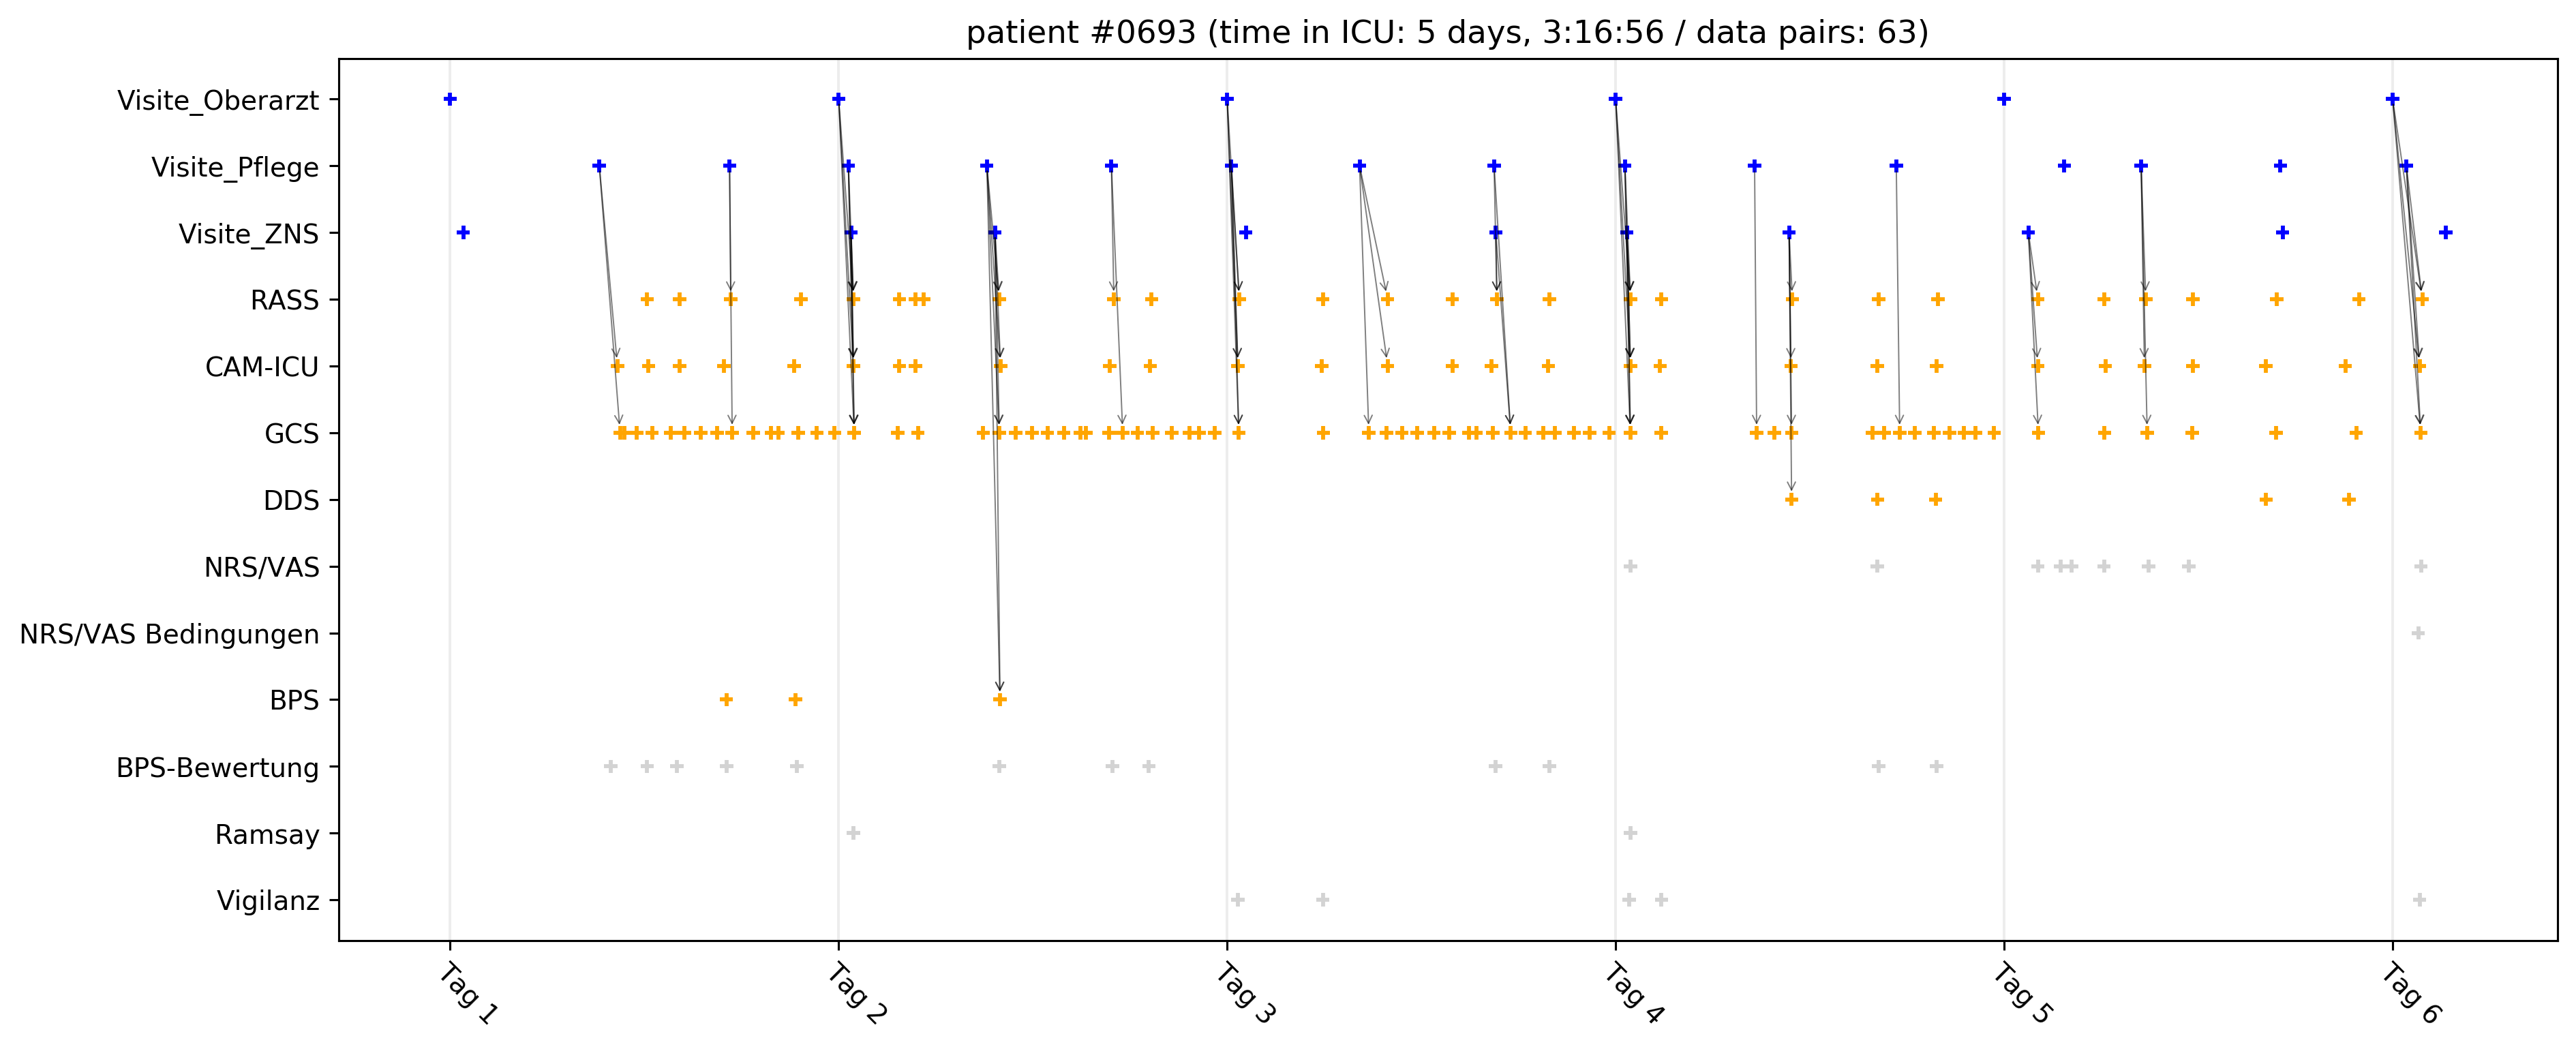 patient #0693 (time in ICU: 5 days, 3:16:56 / data pairs: 63)
Visite_Oberarzt
Visite_Pflege
Visite_ZNS
RASS
CAM-ICU
GCS
DDS
NRS/VAS
NRS/VAS Bedingungen
BPS
BPS-Bewertung
Ramsay
Vigilanz
Tag 1
Tag 2
Tag 3
Tag 4
Tag 5
Tag 6